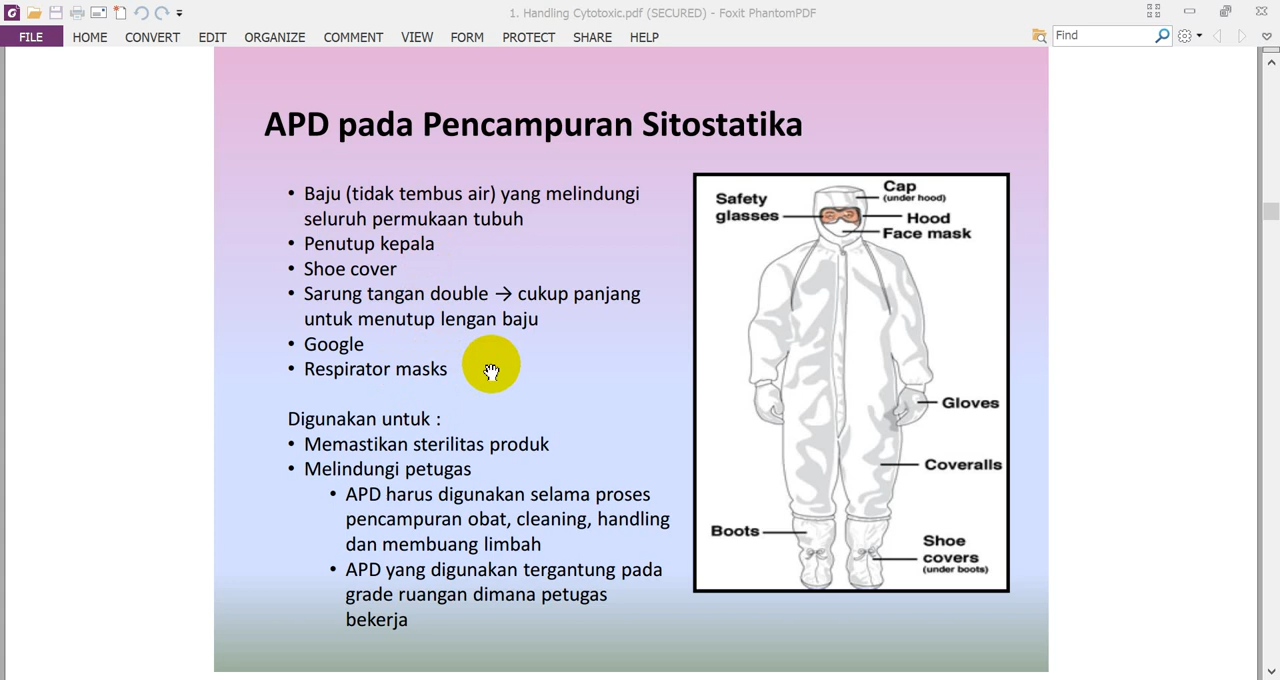 1. Handling Cytotoxic.pdf (SECURED) - Foxit PhantomPDF
FILE HOME CONVERT EDIT ORGANIZE COMMENT VIEW FORM PROTECT SHARE HELP
Find
APD pada Pencampuran Sitostatika
• Baju (tidak tembus air) yang melindungi
seluruh permukaan tubuh
• Penutup kepala
• Shoe cover
• Sarung tangan double → cukup panjang
untuk menutup lengan baju
• Google
• Respirator masks
Digunakan untuk :
• Memastikan sterilitas produk
• Melindungi petugas
• APD harus digunakan selama proses
pencampuran obat, cleaning, handling
dan membuang limbah
• APD yang digunakan tergantung pada
grade ruangan dimana petugas
bekerja
Safety
glasses
Cap
(under hood)
Hood
Face mask
Gloves
Coveralls
Boots
Shoe
covers
(under boots)